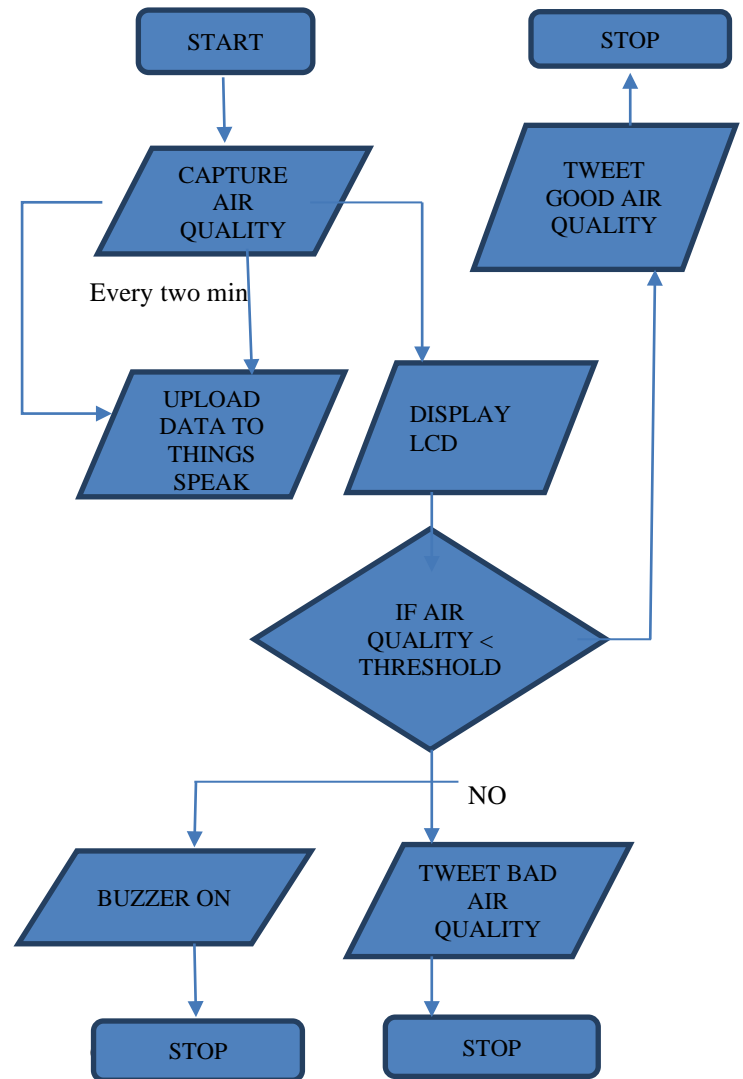 START
STOP
CAPTURE
AIR
QUALITY
TWEET
GOOD AIR
QUALITY
Every two min
UPLOAD
DATA TO
THINGS
SPEAK
DISPLAY
LCD
IF AIR
QUALITY <
THRESHOLD
NO
BUZZER ON
TWEET BAD
AIR
QUALITY
STOP
STOP